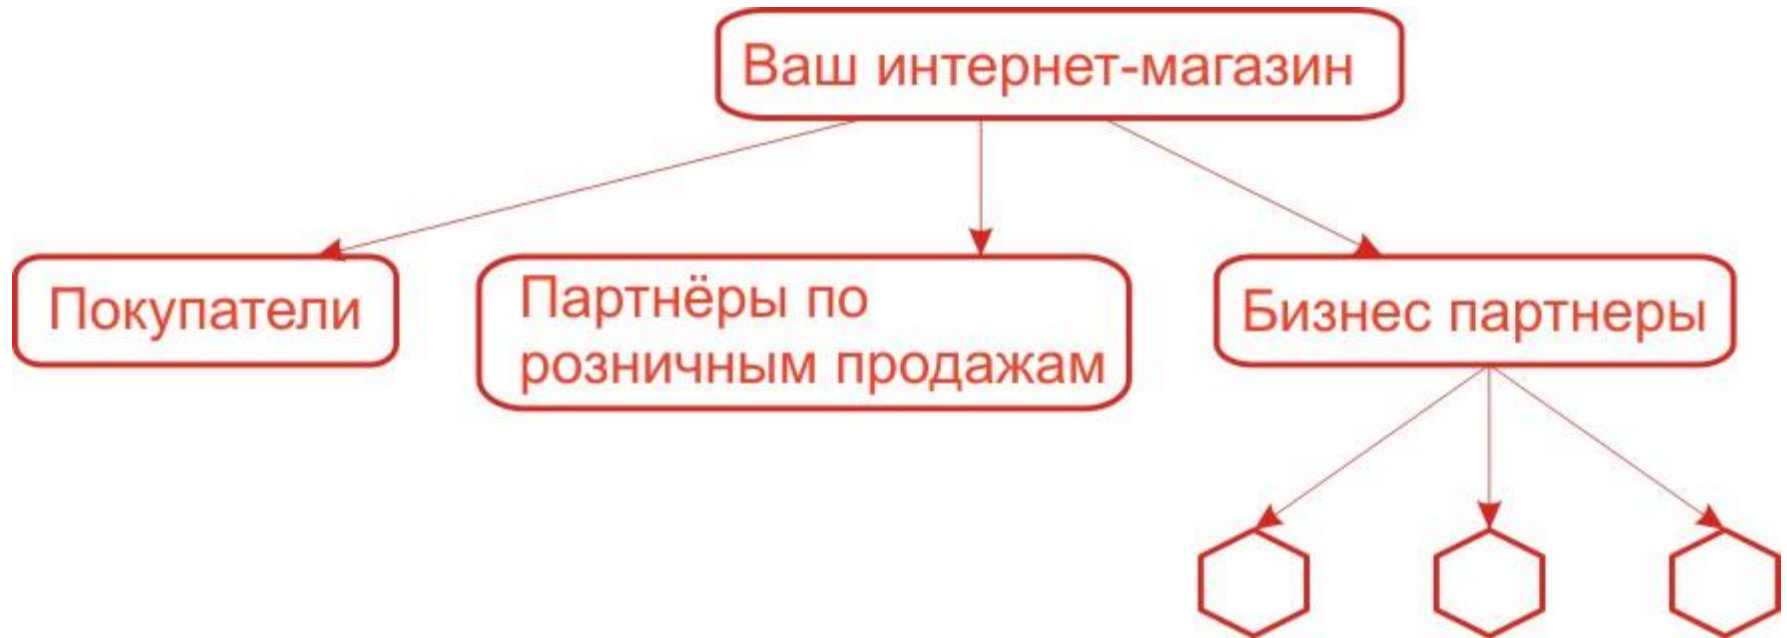 Ваш интернет-магазин
Покупатели
Партнёры по
розничным продажам
Бизнес партнеры